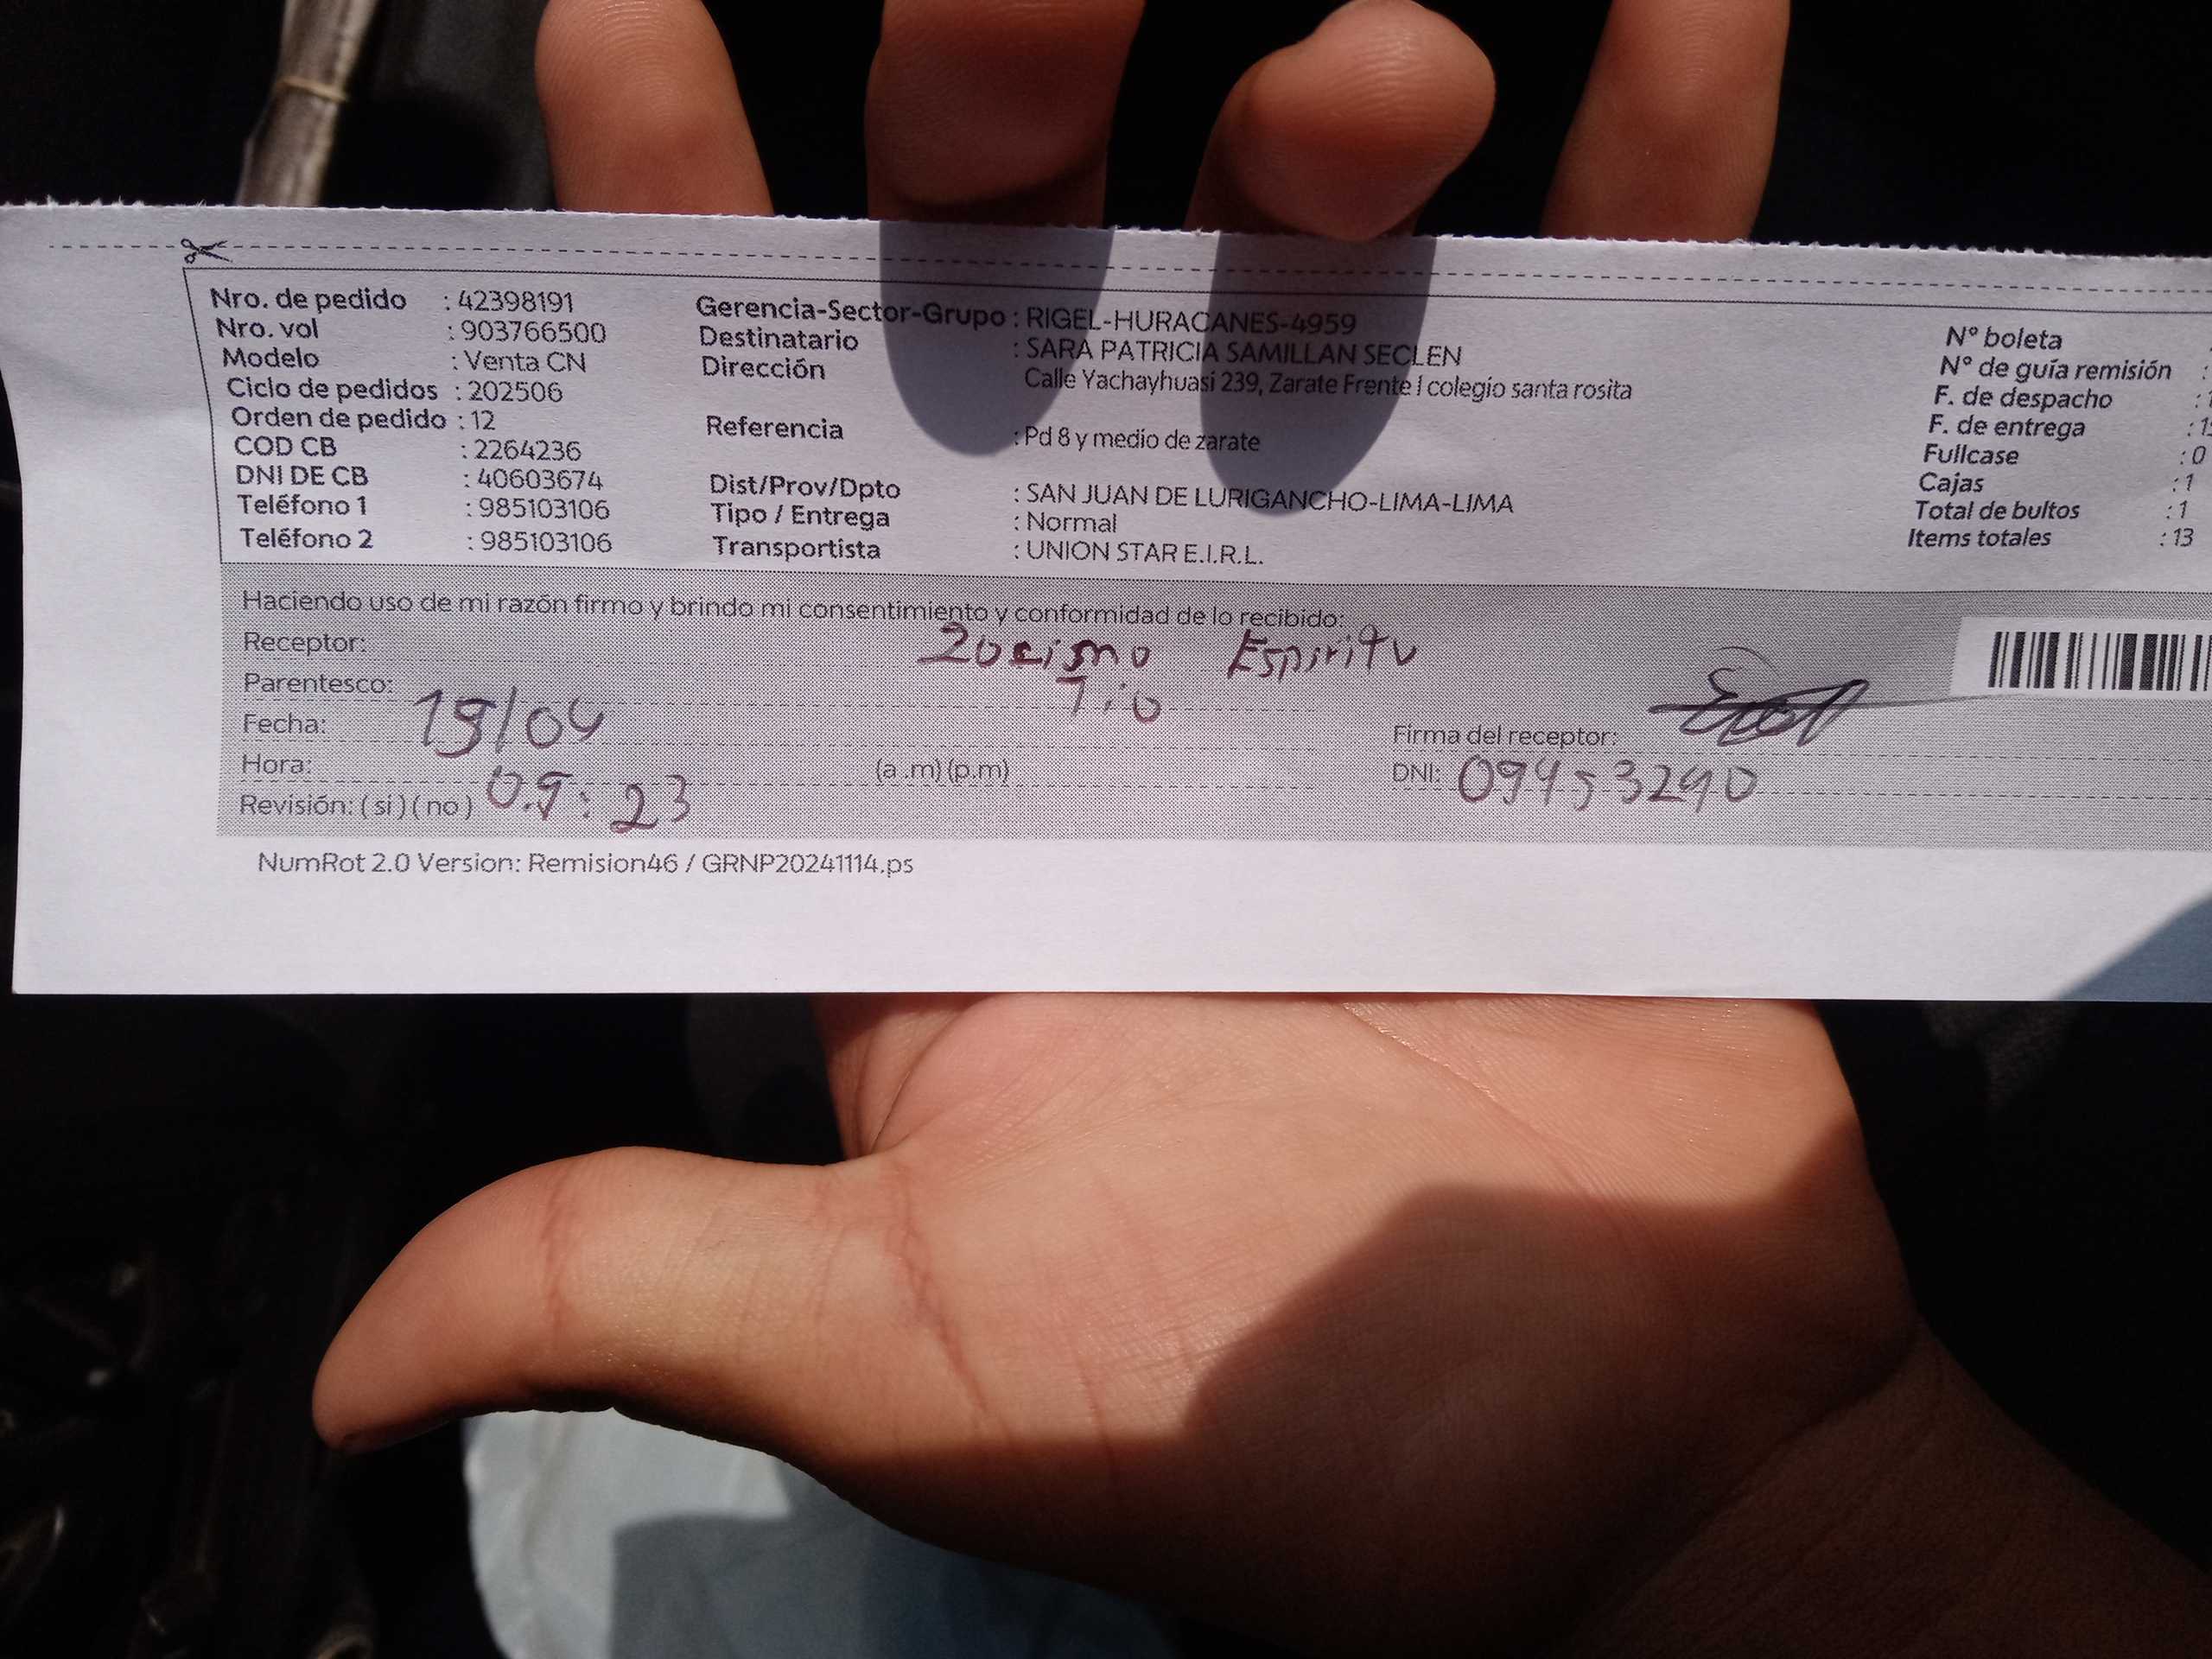 Nro. de pedido : 42398191
Nro. vol : 903766500
Modelo : Venta CN
Ciclo de pedidos : 202506
Orden de pedido : 12
COD CB : 2264236
DNI DE CB : 40603674
Teléfono 1 : 985103106
Teléfono 2 : 985103106
Gerencia-Sector-Grupo : RIGEL-HURACANES-4959
Destinatario : SARA PATRICIA SAMILLAN SECLEN
Dirección Calle Yachayhuasi 239, Zarate Frente l colegio santa rosita
Referencia : Pd 8 y medio de zarate
Dist/Prov/Dpto : SAN JUAN DE LURIGANCHO-LIMA-LIMA
Tipo / Entrega : Normal
Transportista : UNION STAR E.I.R.L.
N° boleta :
N° de guía remisión :
F. de despacho :
F. de entrega :
Fullcase : 0
Cajas : 1
Total de bultos : 1
Items totales : 13
Haciendo uso de mi razón firmo y brindo mi consentimiento y conformidad de lo recibido:
Receptor: Zocismo Espiritu
Parentesco: Tio
Fecha: 19/04
Hora: 09:23 (a .m) (p.m)
Revisión: ( si ) ( no )
Firma del receptor:
DNI: 09453290
NumRot 2.0 Version: Remision46 / GRNP20241114.ps